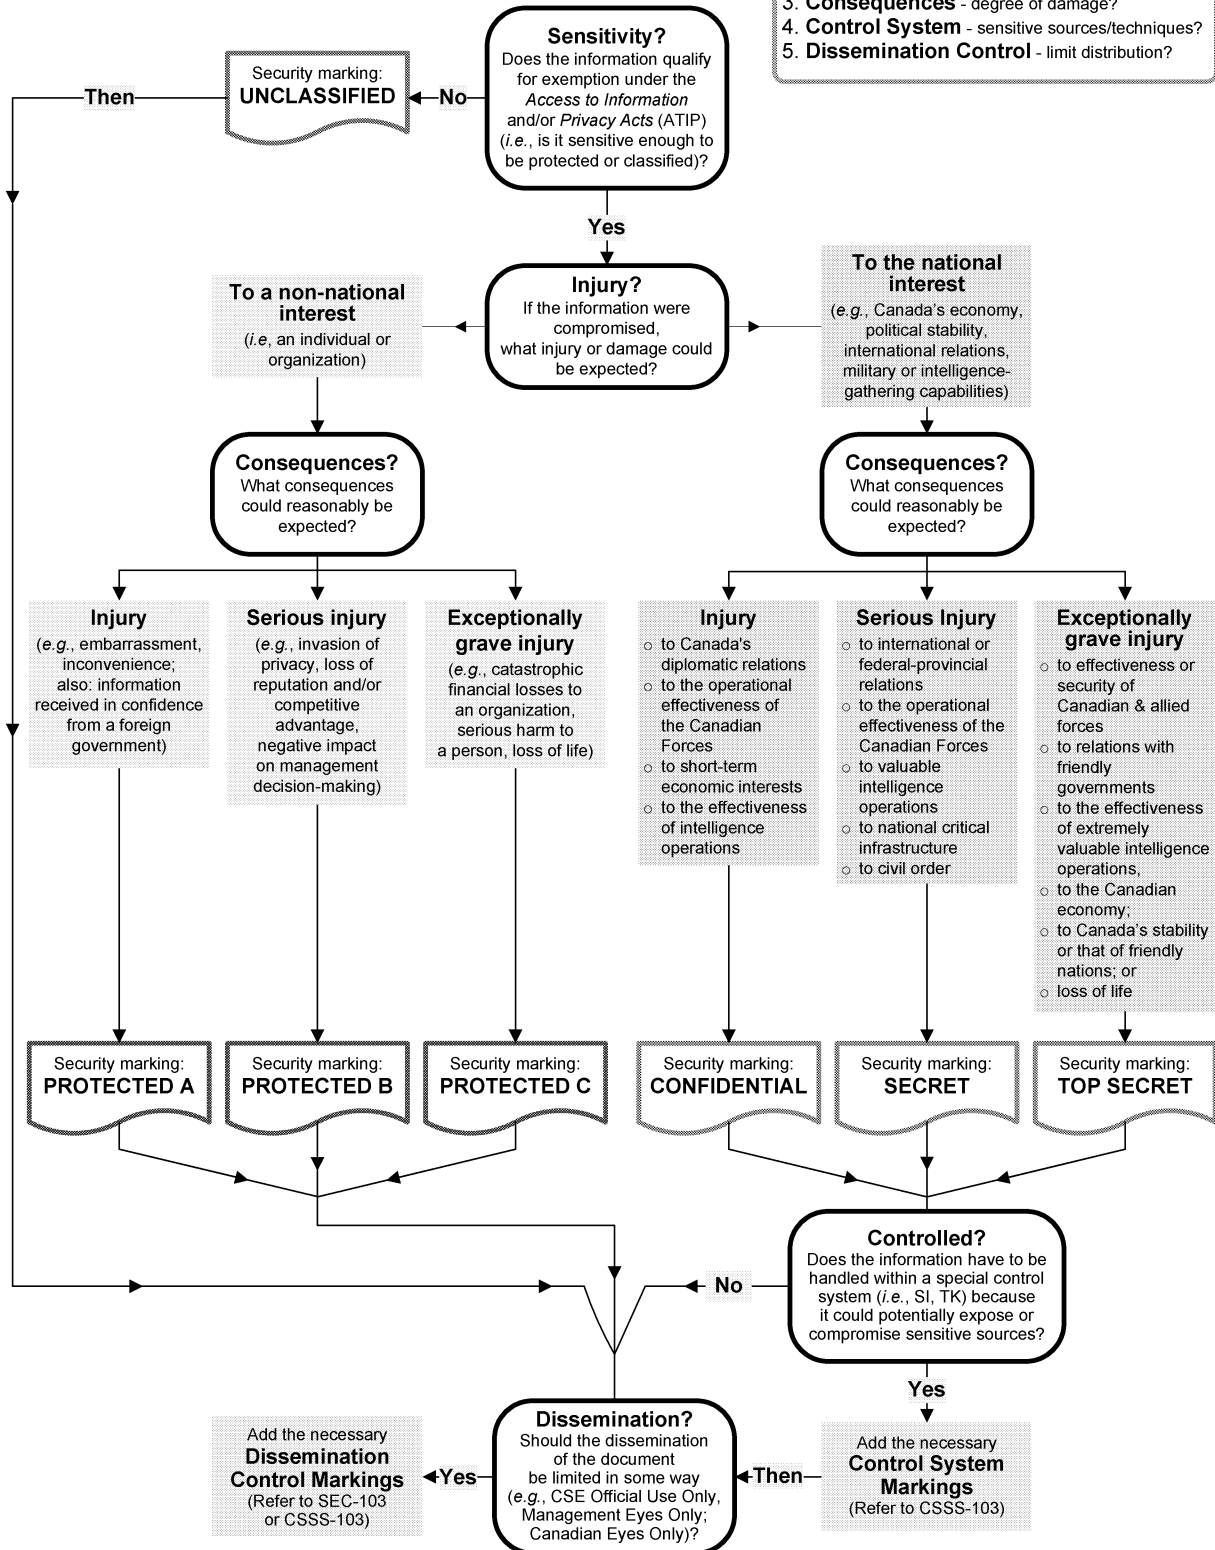 3. Consequences - degree of damage?
4. Control System - sensitive sources/techniques?
5. Dissemination Control - limit distribution?
Sensitivity?
Does the information qualify
for exemption under the
Access to Information
and/or Privacy Acts (ATIP)
(i.e., is it sensitive enough to
be protected or classified)?
No
Security marking:
UNCLASSIFIED
Then
Yes
Injury?
If the information were
compromised,
what injury or damage could
be expected?
To a non-national
interest
(i.e, an individual or
organization)
To the national
interest
(e.g., Canada's economy,
political stability,
international relations,
military or intelligence-
gathering capabilities)
Consequences?
What consequences
could reasonably be
expected?
Consequences?
What consequences
could reasonably be
expected?
Injury
(e.g., embarrassment,
inconvenience;
also: information
received in confidence
from a foreign
government)
Serious injury
(e.g., invasion of
privacy, loss of
reputation and/or
competitive
advantage,
negative impact
on management
decision-making)
Exceptionally
grave injury
(e.g., catastrophic
financial losses to
an organization,
serious harm to
a person, loss of life)
Injury
○ to Canada's
diplomatic relations
○ to the operational
effectiveness of
the Canadian
Forces
○ to short-term
economic interests
○ to the effectiveness
of intelligence
operations
Serious Injury
○ to international or
federal-provincial
relations
○ to the operational
effectiveness of the
Canadian Forces
○ to valuable
intelligence
operations
○ to national critical
infrastructure
○ to civil order
Exceptionally
grave injury
○ to effectiveness or
security of
Canadian & allied
forces
○ to relations with
friendly
governments
○ to the effectiveness
of extremely
valuable intelligence
operations,
○ to the Canadian
economy;
○ to Canada's stability
or that of friendly
nations; or
○ loss of life
Security marking:
PROTECTED A
Security marking:
PROTECTED B
Security marking:
PROTECTED C
Security marking:
CONFIDENTIAL
Security marking:
SECRET
Security marking:
TOP SECRET
Controlled?
Does the information have to be
handled within a special control
system (i.e., SI, TK) because
it could potentially expose or
compromise sensitive sources?
No
Yes
Add the necessary
Control System
Markings
(Refer to CSSS-103)
Then
Dissemination?
Should the dissemination
of the document
be limited in some way
(e.g., CSE Official Use Only,
Management Eyes Only;
Canadian Eyes Only)?
Yes
Add the necessary
Dissemination
Control Markings
(Refer to SEC-103
or CSSS-103)